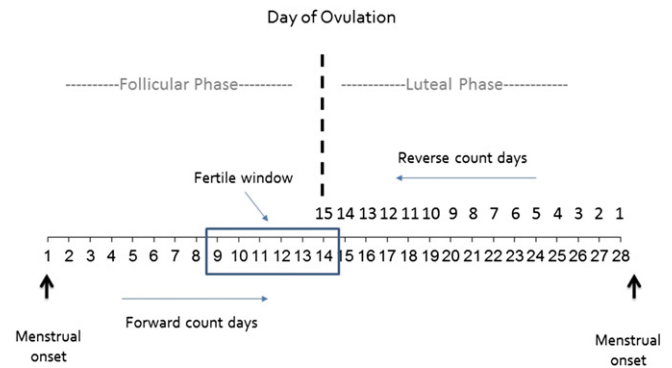 Day of Ovulation
----------Follicular Phase----------
------------Luteal Phase------------
Reverse count days
Fertile window
15 14 13 12 11 10 9 8 7 6 5 4 3 2 1
1 2 3 4 5 6 7 8 9 10 11 12 13 14 15 16 17 18 19 20 21 22 23 24 25 26 27 28
Forward count days
Menstrual
onset
Menstrual
onset